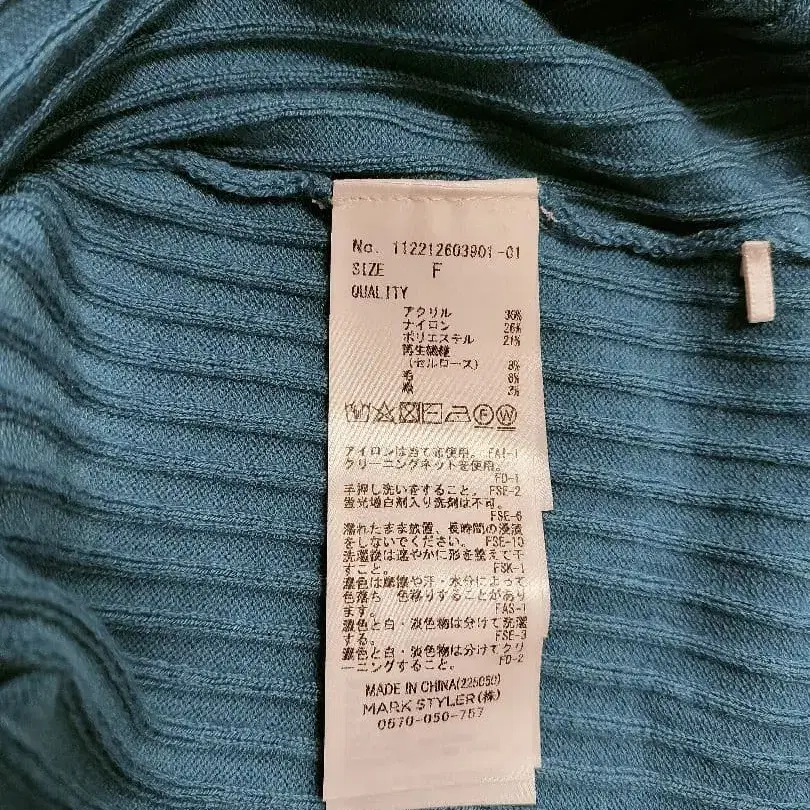 No. 112212603901-01
SIZE F
QUALITY
アクリル
ナイロン 26%
ポリエステル 21%
再生繊維
(セルロース)
毛
綿
アイロンは当て布使用。 FAI-1
クリーニングネットを使用。
FD-1
手押し洗いをすること。 FSE-2
蛍光増白剤入り洗剤は不可。
FSE-6
濡れたまま放置、長時間の浸漬
をしないでください。 FSE-10
洗濯後は速やかに形を整えて干
すこと。 FSK-1
濃色は摩擦や汗・水分によって
色落ち 色移りすることがあり
ます。 FAS-1
濃色と白・淡色物は分けて洗濯
する。 FSE-3
濃色と白・淡色物は分けてクリ
ーニングすること。 FD-2
MADE IN CHINA(225050)
MARK STYLER(株)
0570-050-757